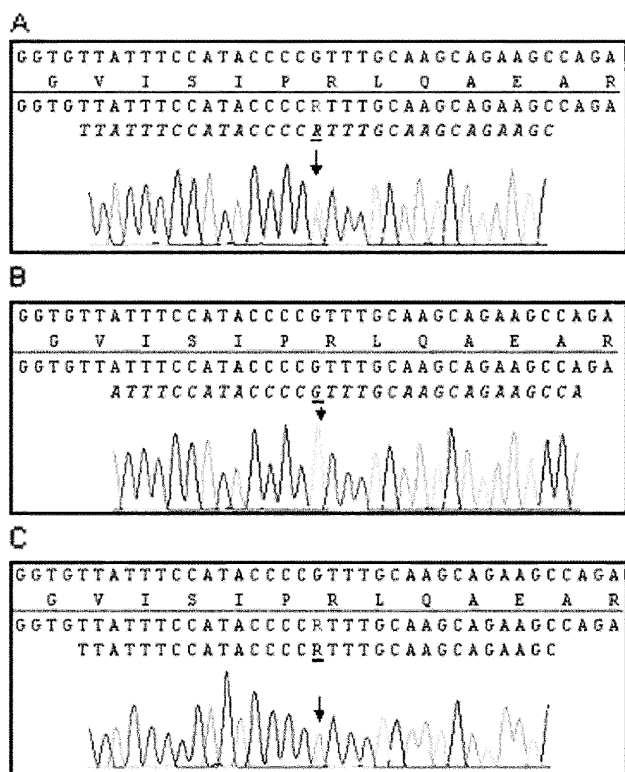 A
GGTGTTATTTCCATACCCCGTTTGCAAGCAGAAGCCAGA
G V I S I P R L Q A E A R
GGTGTTATTTCCATACCCCRTTTGCAAGCAGAAGCCAGA
TTATTTCCATACCCCRTTTGCAAGCAGAAGC
B
GGTGTTATTTCCATACCCCGTTTGCAAGCAGAAGCCAGA
G V I S I P R L Q A E A R
GGTGTTATTTCCATACCCCGTTTGCAAGCAGAAGCCAGA
ATTTCCATACCCCGTTTGCAAGCAGAAGCCA
C
GGTGTTATTTCCATACCCCGTTTGCAAGCAGAAGCCAGA
G V I S I P R L Q A E A R
GGTGTTATTTCCATACCCCRTTTGCAAGCAGAAGCCAGA
TTATTTCCATACCCCRTTTGCAAGCAGAAGC